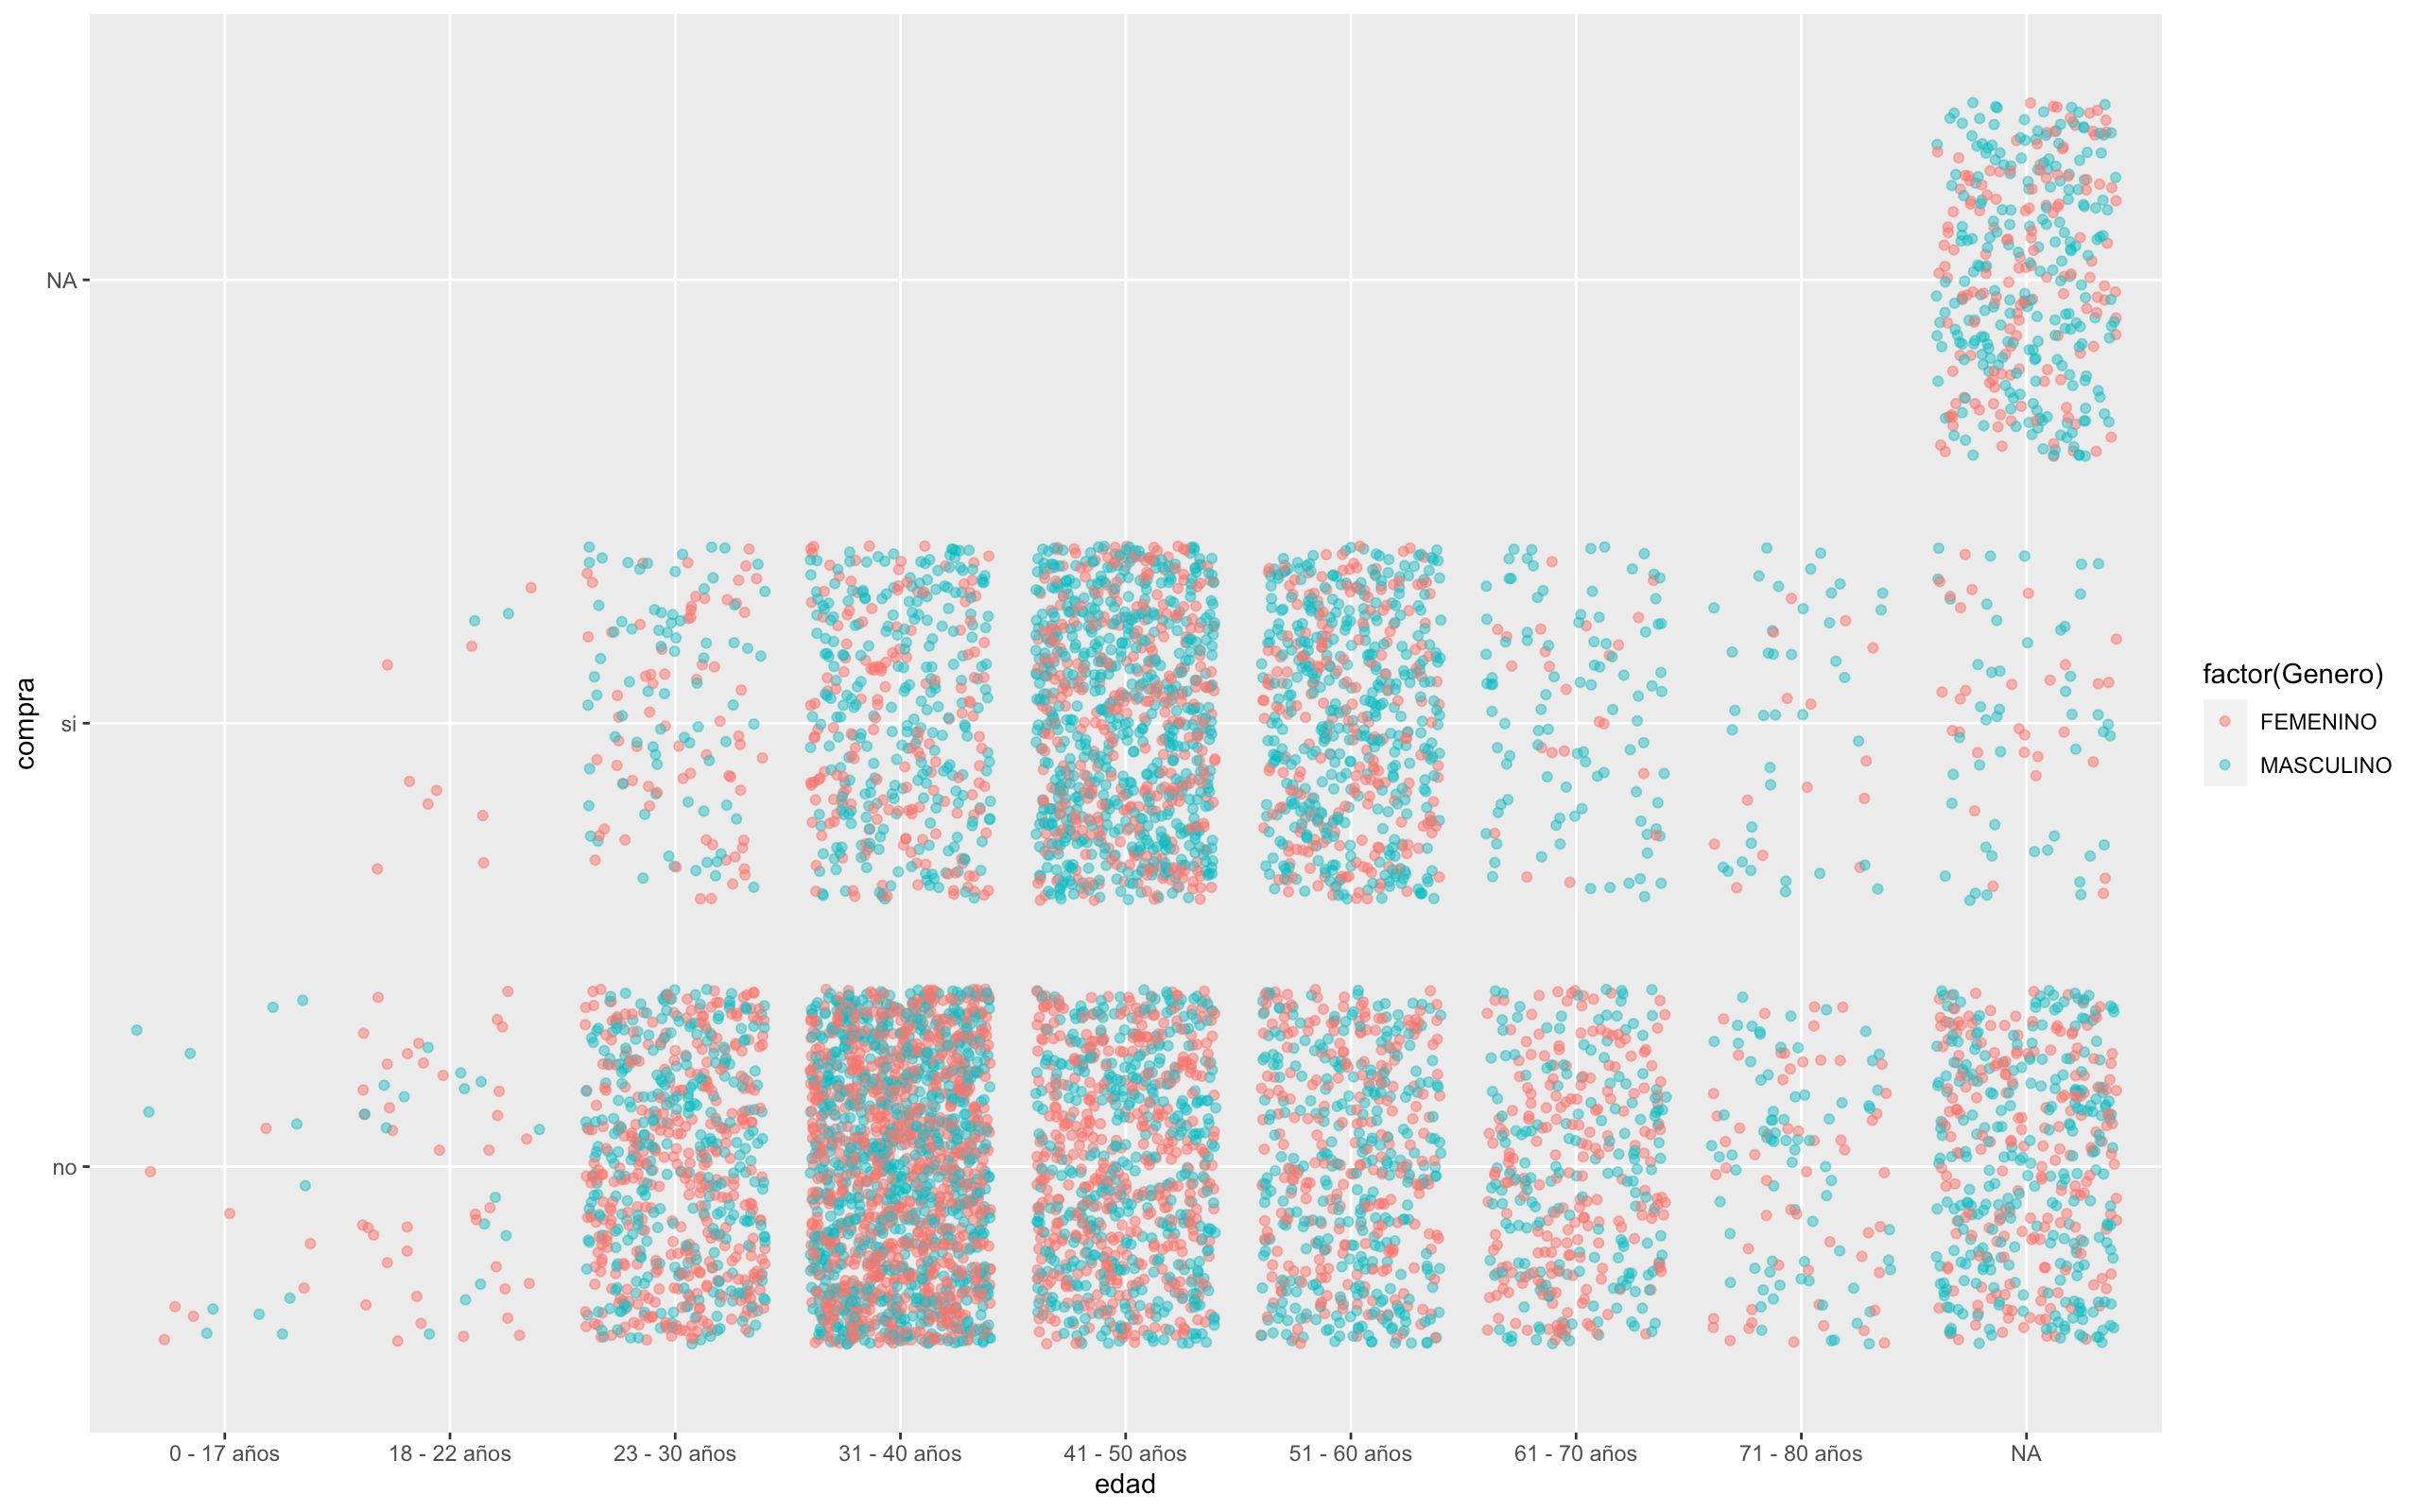 NA
si
no
compra
0 - 17 años
18 - 22 años
23 - 30 años
31 - 40 años
41 - 50 años
51 - 60 años
61 - 70 años
71 - 80 años
NA
edad
factor(Genero)
FEMENINO
MASCULINO